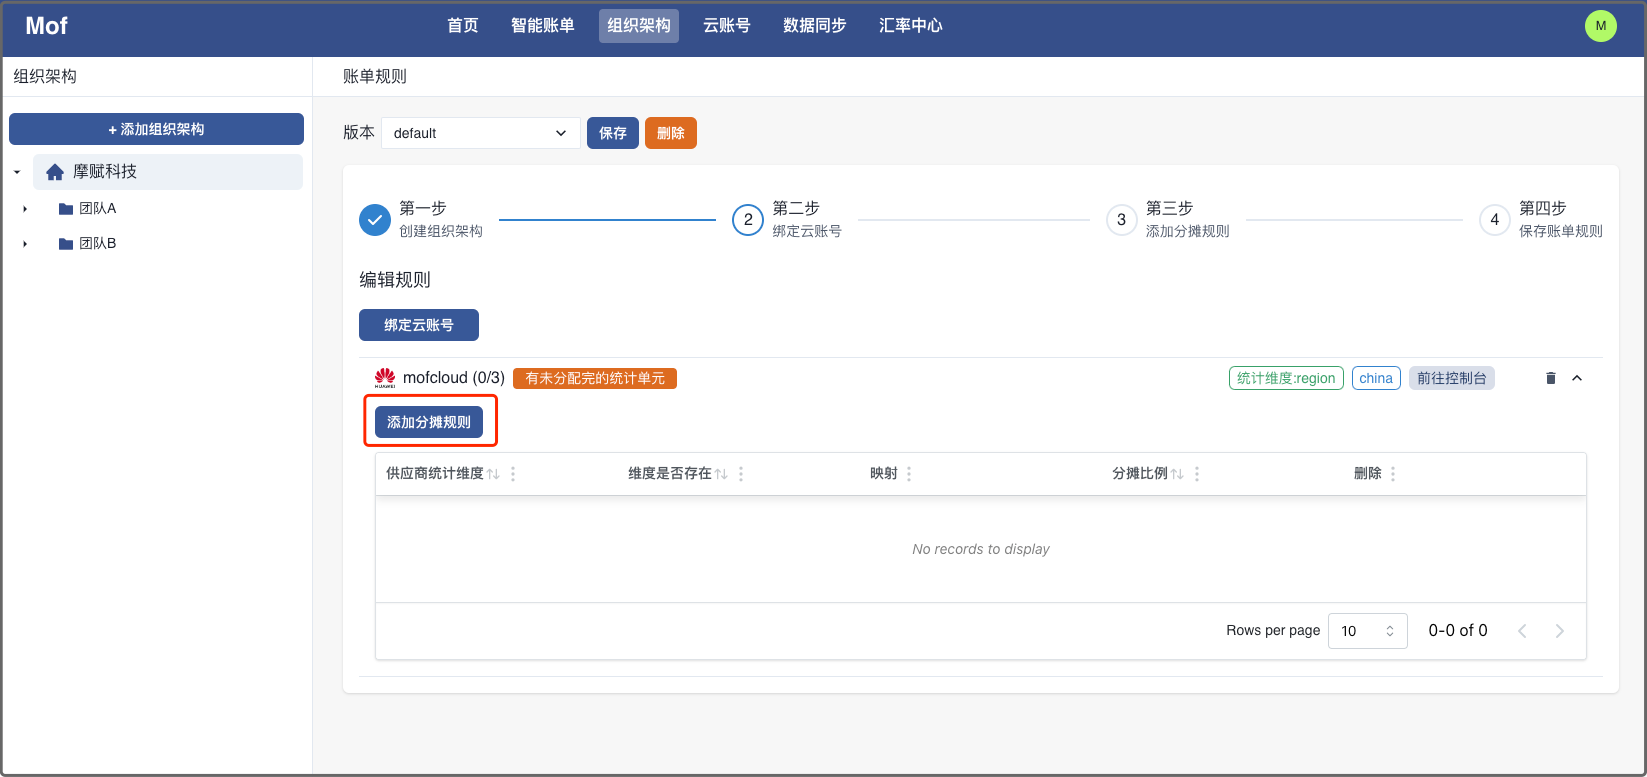 Mof
首页 智能账单 组织架构 云账号 数据同步 汇率中心
M
组织架构
账单规则
+ 添加组织架构
摩赋科技
团队A
团队B
版本 default 保存 删除
第一步
创建组织架构
2 第二步
绑定云账号
3 第三步
添加分摊规则
4 第四步
保存账单规则
编辑规则
绑定云账号
HUAWEI mofcloud (0/3) 有未分配完的统计单元 统计维度:region china 前往控制台
添加分摊规则
供应商统计维度 维度是否存在 映射 分摊比例 删除
No records to display
Rows per page 10 0-0 of 0